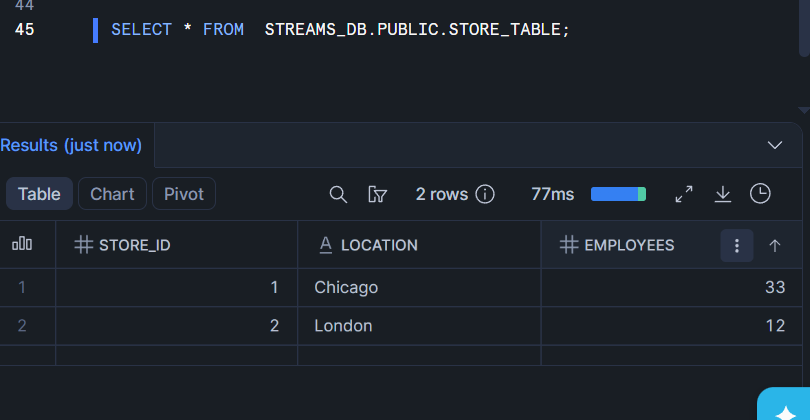 44
45 SELECT * FROM STREAMS_DB.PUBLIC.STORE_TABLE;
Results (just now)
Table Chart Pivot 2 rows 77ms
# STORE_ID A LOCATION # EMPLOYEES
1 1 Chicago 33
2 2 London 12